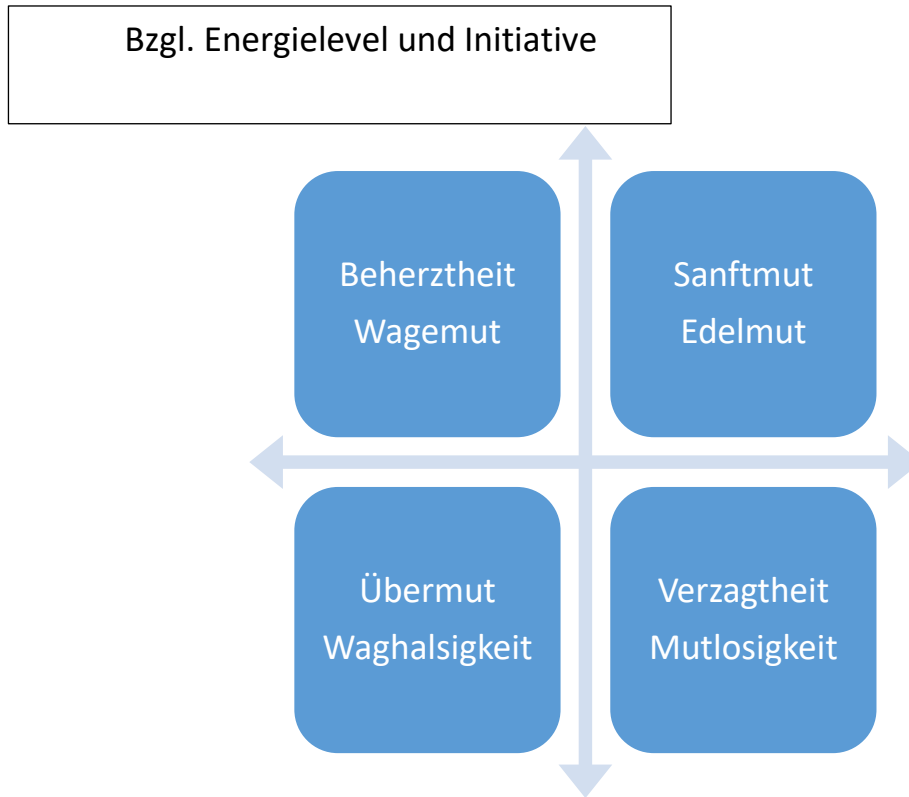 Bzgl. Energielevel und Initiative
Beherztheit
Wagemut
Sanftmut
Edelmut
Übermut
Waghalsigkeit
Verzagtheit
Mutlosigkeit